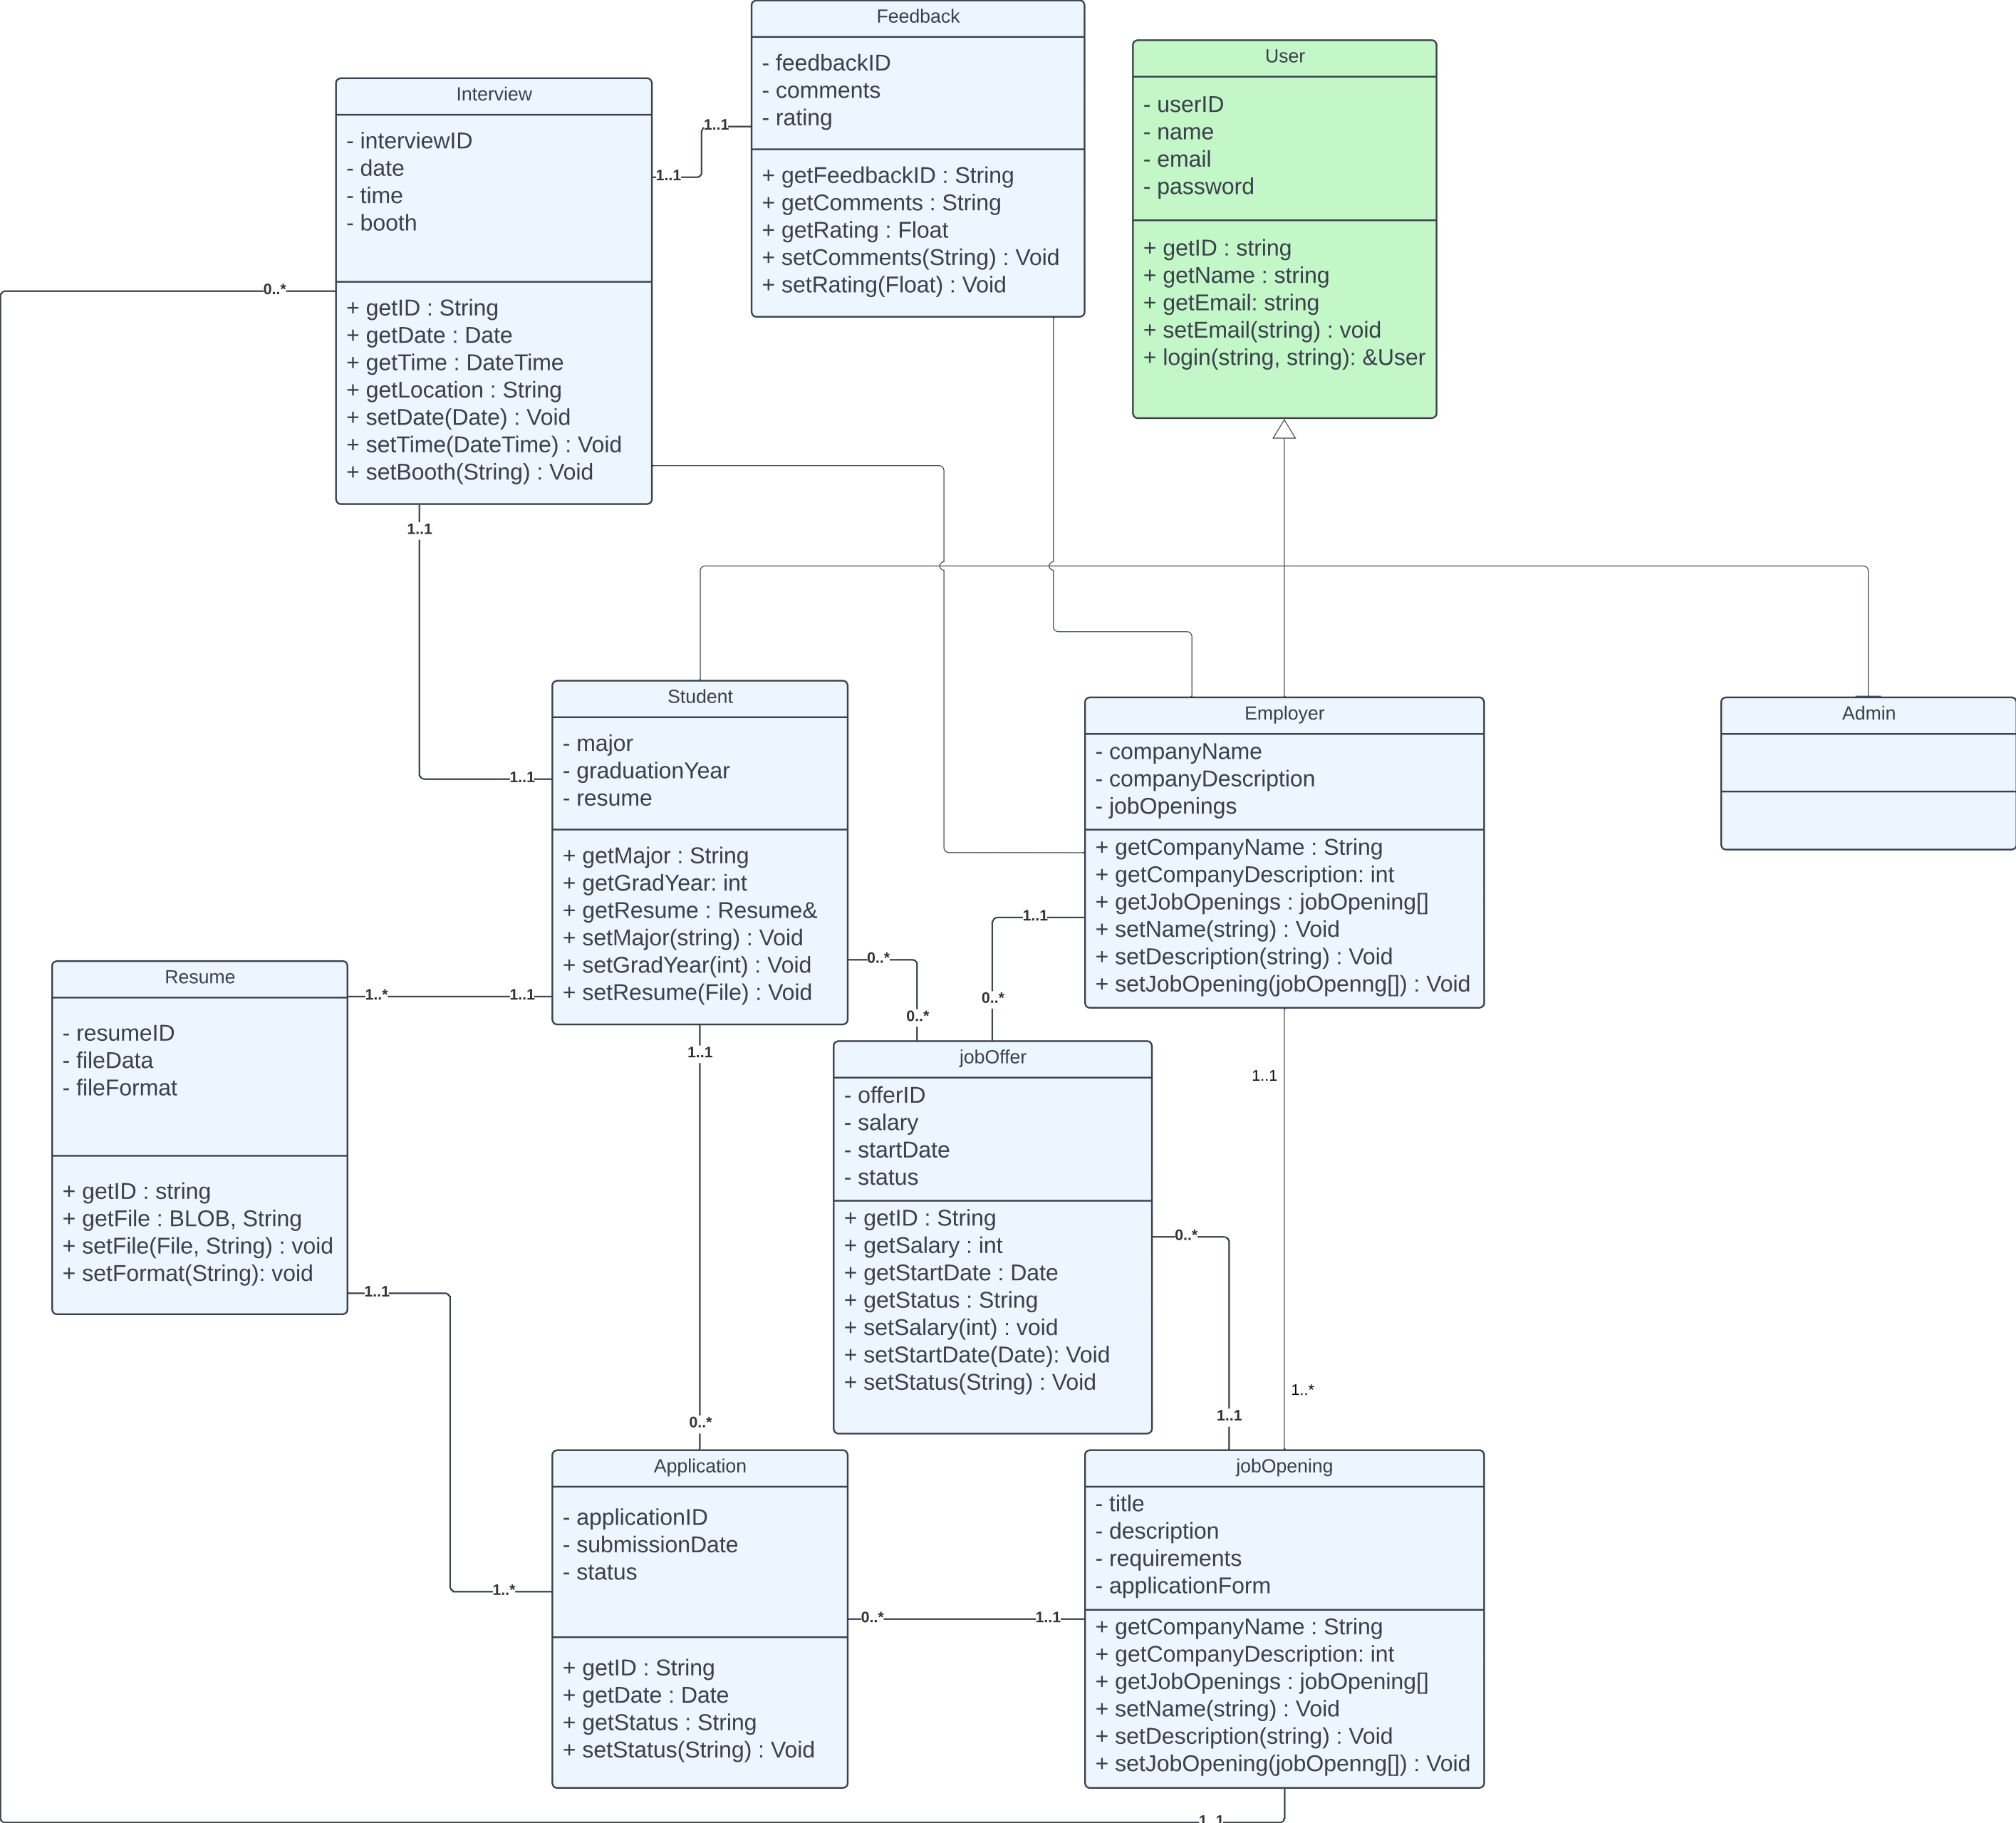 Feedback
- feedbackID
- comments
- rating
+ getFeedbackID : String
+ getComments : String
+ getRating : Float
+ setComments(String) : Void
+ setRating(Float) : Void
User
- userID
- name
- email
- password
+ getID : string
+ getName : string
+ getEmail: string
+ setEmail(string) : void
+ login(string, string): &User
Interview
- interviewID
- date
- time
- booth
+ getID : String
+ getDate : Date
+ getTime : DateTime
+ getLocation : String
+ setDate(Date) : Void
+ setTime(DateTime) : Void
+ setBooth(String) : Void
1..1
1..1
0..*
1..1
1..1
Student
- major
- graduationYear
- resume
+ getMajor : String
+ getGradYear: int
+ getResume : Resume&
+ setMajor(string) : Void
+ setGradYear(int) : Void
+ setResume(File) : Void
Employer
- companyName
- companyDescription
- jobOpenings
+ getCompanyName : String
+ getCompanyDescription: int
+ getJobOpenings : jobOpening[]
+ setName(string) : Void
+ setDescription(string) : Void
+ setJobOpening(jobOpenng[]) : Void
Admin
1..1
0..*
0..*
0..*
Resume
- resumeID
- fileData
- fileFormat
+ getID : string
+ getFile : BLOB, String
+ setFile(File, String) : void
+ setFormat(String): void
1..*
1..1
1..1
1..1
jobOffer
- offerID
- salary
- startDate
- status
+ getID : String
+ getSalary : int
+ getStartDate : Date
+ getStatus : String
+ setSalary(int) : void
+ setStartDate(Date): Void
+ setStatus(String) : Void
0..*
1..1
1..*
1..1
0..*
Application
- applicationID
- submissionDate
- status
+ getID : String
+ getDate : Date
+ getStatus : String
+ setStatus(String) : Void
1..*
0..*
1..1
jobOpening
- title
- description
- requirements
- applicationForm
+ getCompanyName : String
+ getCompanyDescription: int
+ getJobOpenings : jobOpening[]
+ setName(string) : Void
+ setDescription(string) : Void
+ setJobOpening(jobOpenng[]) : Void
1..1